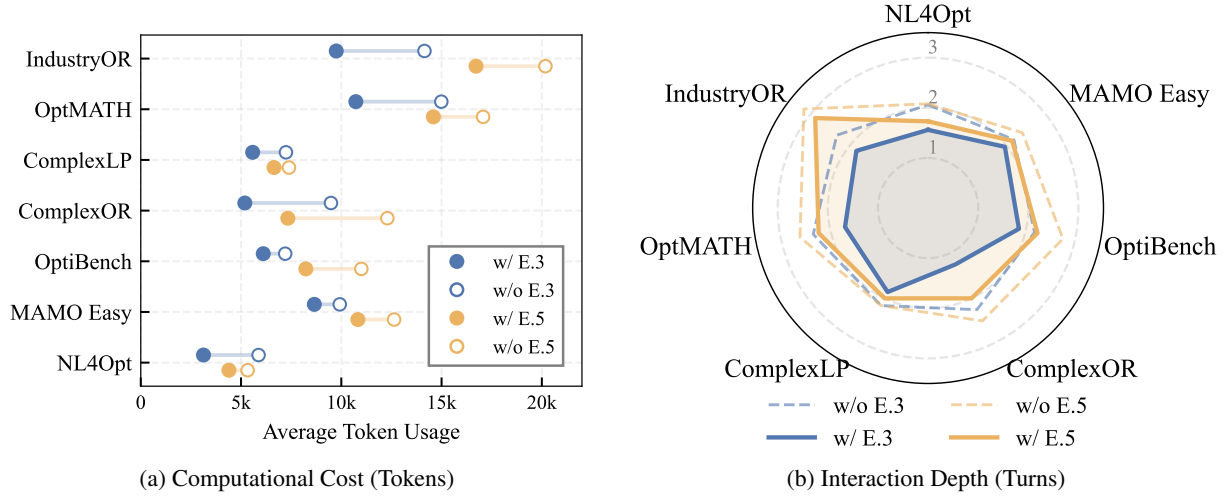 IndustryOR
OptMATH
ComplexLP
ComplexOR
OptiBench
MAMO Easy
NL4Opt
0
5k
10k
15k
20k
Average Token Usage
w/ E.3
w/o E.3
w/ E.5
w/o E.5
(a) Computational Cost (Tokens)
NL4Opt
3
2
1
IndustryOR
MAMO Easy
OptMATH
OptiBench
ComplexLP
ComplexOR
w/o E.3
w/o E.5
w/ E.3
w/ E.5
(b) Interaction Depth (Turns)